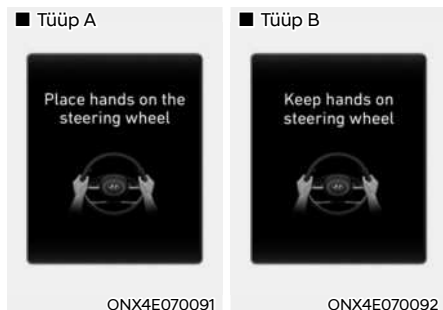 ■ Tüüp A
Place hands on the
steering wheel
ONX4E070091
■ Tüüp B
Keep hands on
steering wheel
ONX4E070092